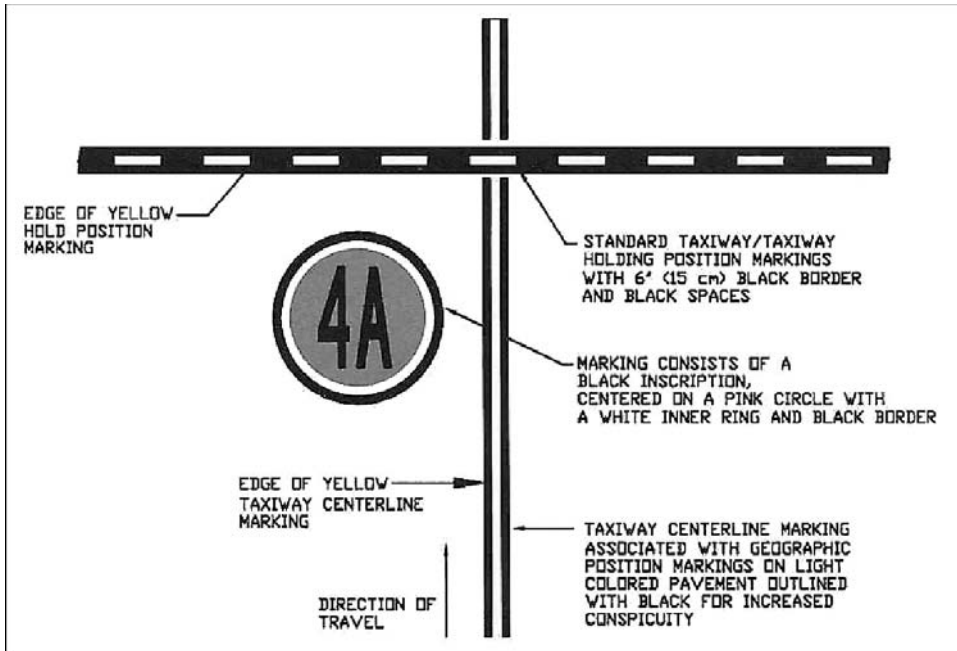 EDGE OF YELLOW
HOLD POSITION
MARKING
STANDARD TAXIWAY/TAXIWAY
HOLDING POSITION MARKINGS
WITH 6" (15 cm) BLACK BORDER
AND BLACK SPACES
4A
MARKING CONSISTS OF A
BLACK INSCRIPTION,
CENTERED ON A PINK CIRCLE WITH
A WHITE INNER RING AND BLACK BORDER
EDGE OF YELLOW
TAXIWAY CENTERLINE
MARKING
TAXIWAY CENTERLINE MARKING
ASSOCIATED WITH GEOGRAPHIC
POSITION MARKINGS ON LIGHT
COLORED PAVEMENT OUTLINED
WITH BLACK FOR INCREASED
CONSPICUITY
DIRECTION OF
TRAVEL